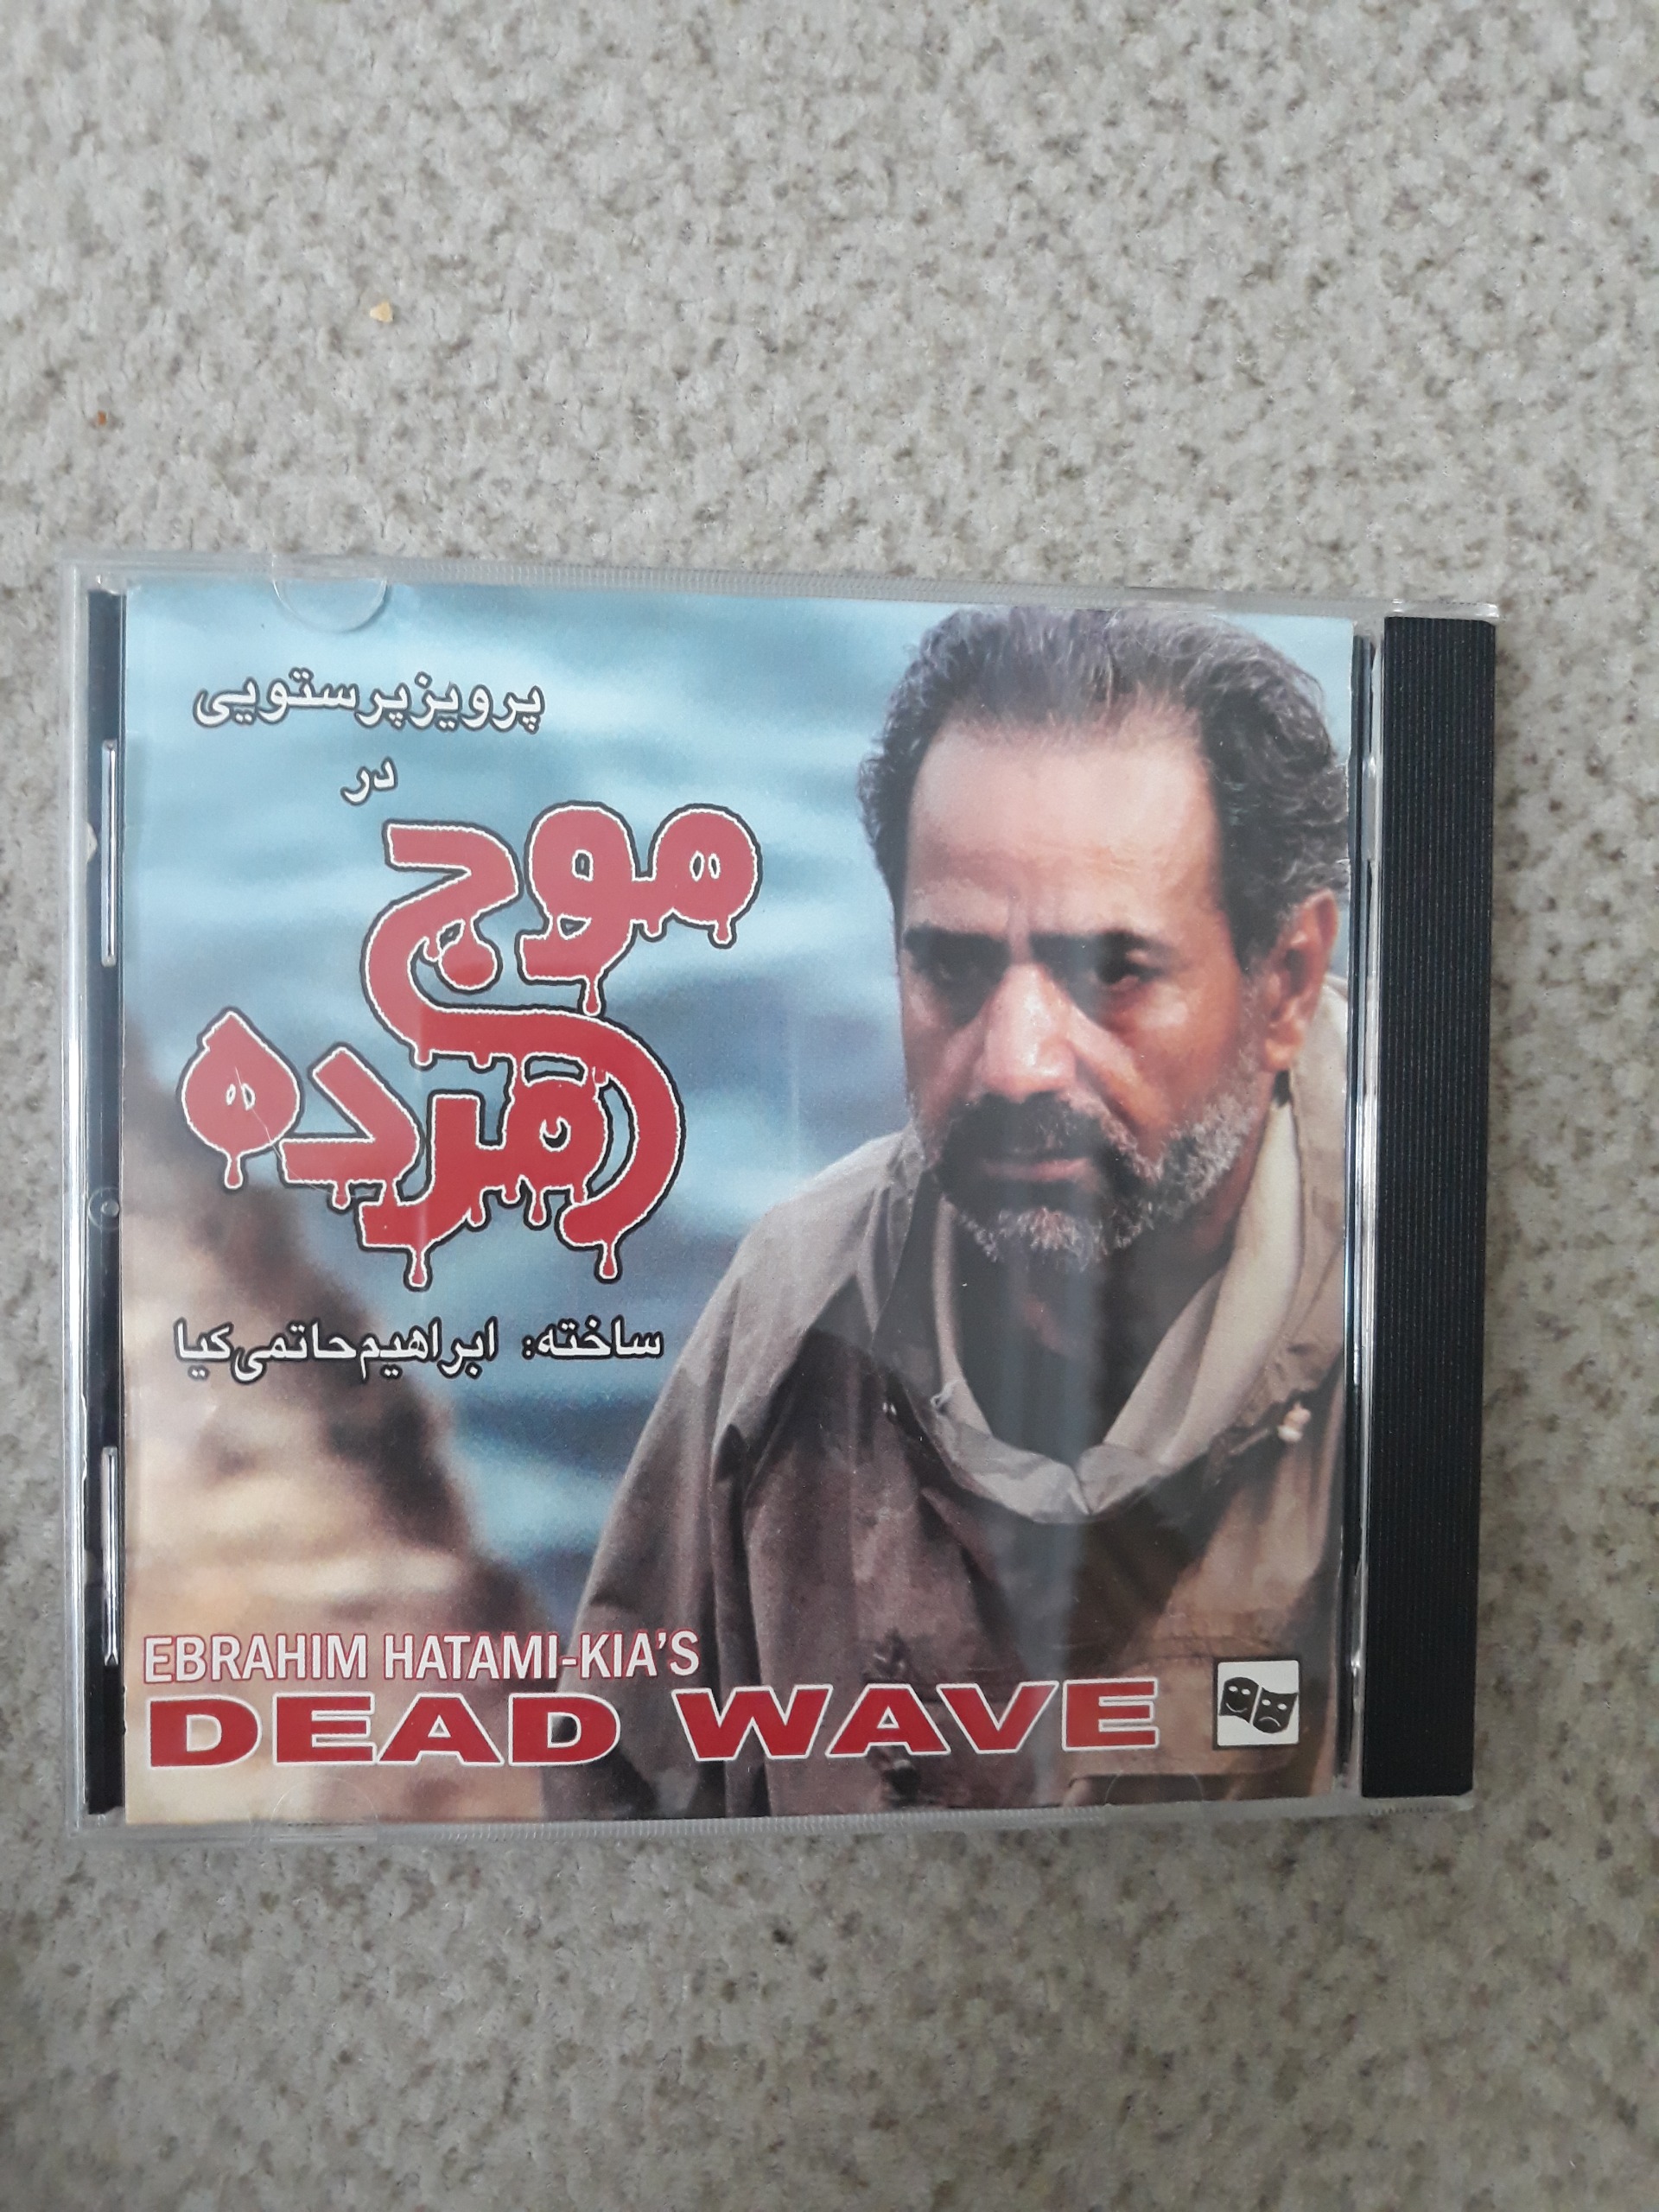 پرویز پرستویی
در
موج
مرده
ساخته: ابراهیم حاتمی‌کیا
EBRAHIM HATAMI-KIA'S
DEAD WAVE